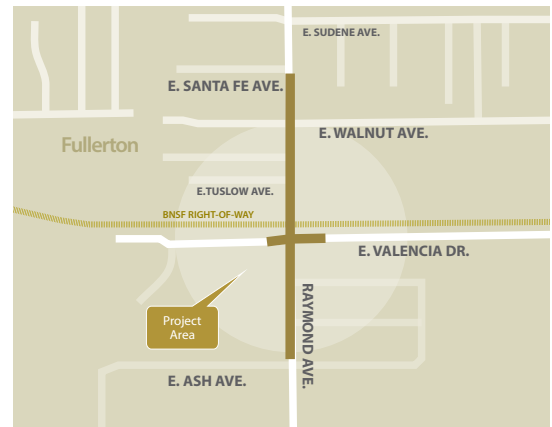 E. SUDENE AVE.
E. SANTA FE AVE.
E. WALNUT AVE.
Fullerton
E.TUSLOW AVE.
BNSF RIGHT-OF-WAY
E. VALENCIA DR.
RAYMOND AVE.
Project
Area
E. ASH AVE.